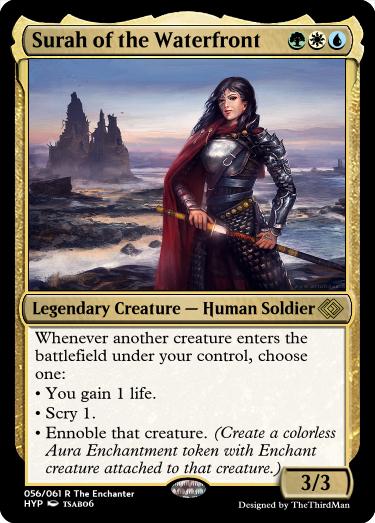 Surah of the Waterfront
Legendary Creature — Human Soldier
Whenever another creature enters the
battlefield under your control, choose
one:
• You gain 1 life.
• Scry 1.
• Ennoble that creature. (Create a colorless
Aura Enchantment token with Enchant
creature attached to that creature.)
3/3
056/061 R The Enchanter
HYP TSAB06
Designed by TheThirdMan